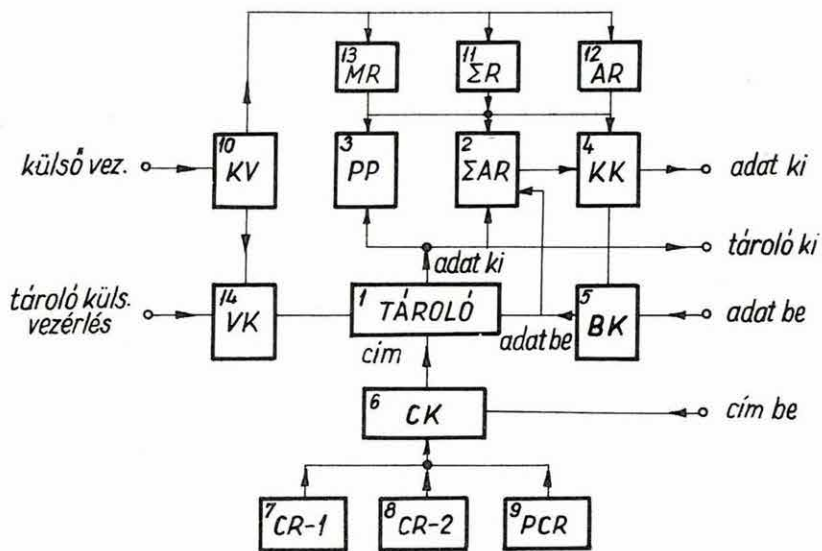 13 MR
11 ΣR
12 AR
külső vez.
10 KV
3 PP
2 ΣAR
4 KK
adat ki
tároló ki
adat ki
tároló küls.
vezérlés
14 VK
1 TÁROLÓ
5 BK
adat be
adat be
cím
6 CK
cím be
7 CR-1
8 CR-2
9 PCR